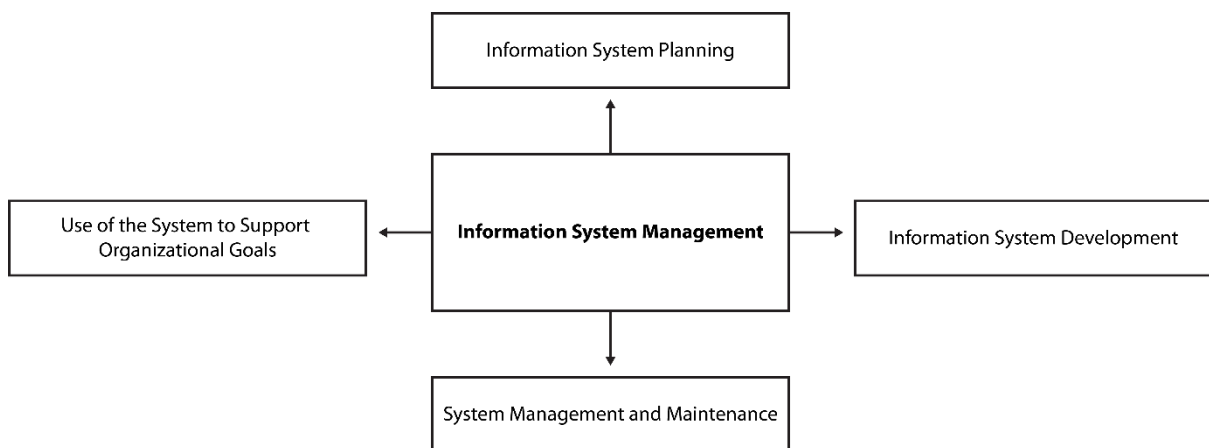 Information System Planning
Use of the System to Support
Organizational Goals
Information System Management
Information System Development
System Management and Maintenance